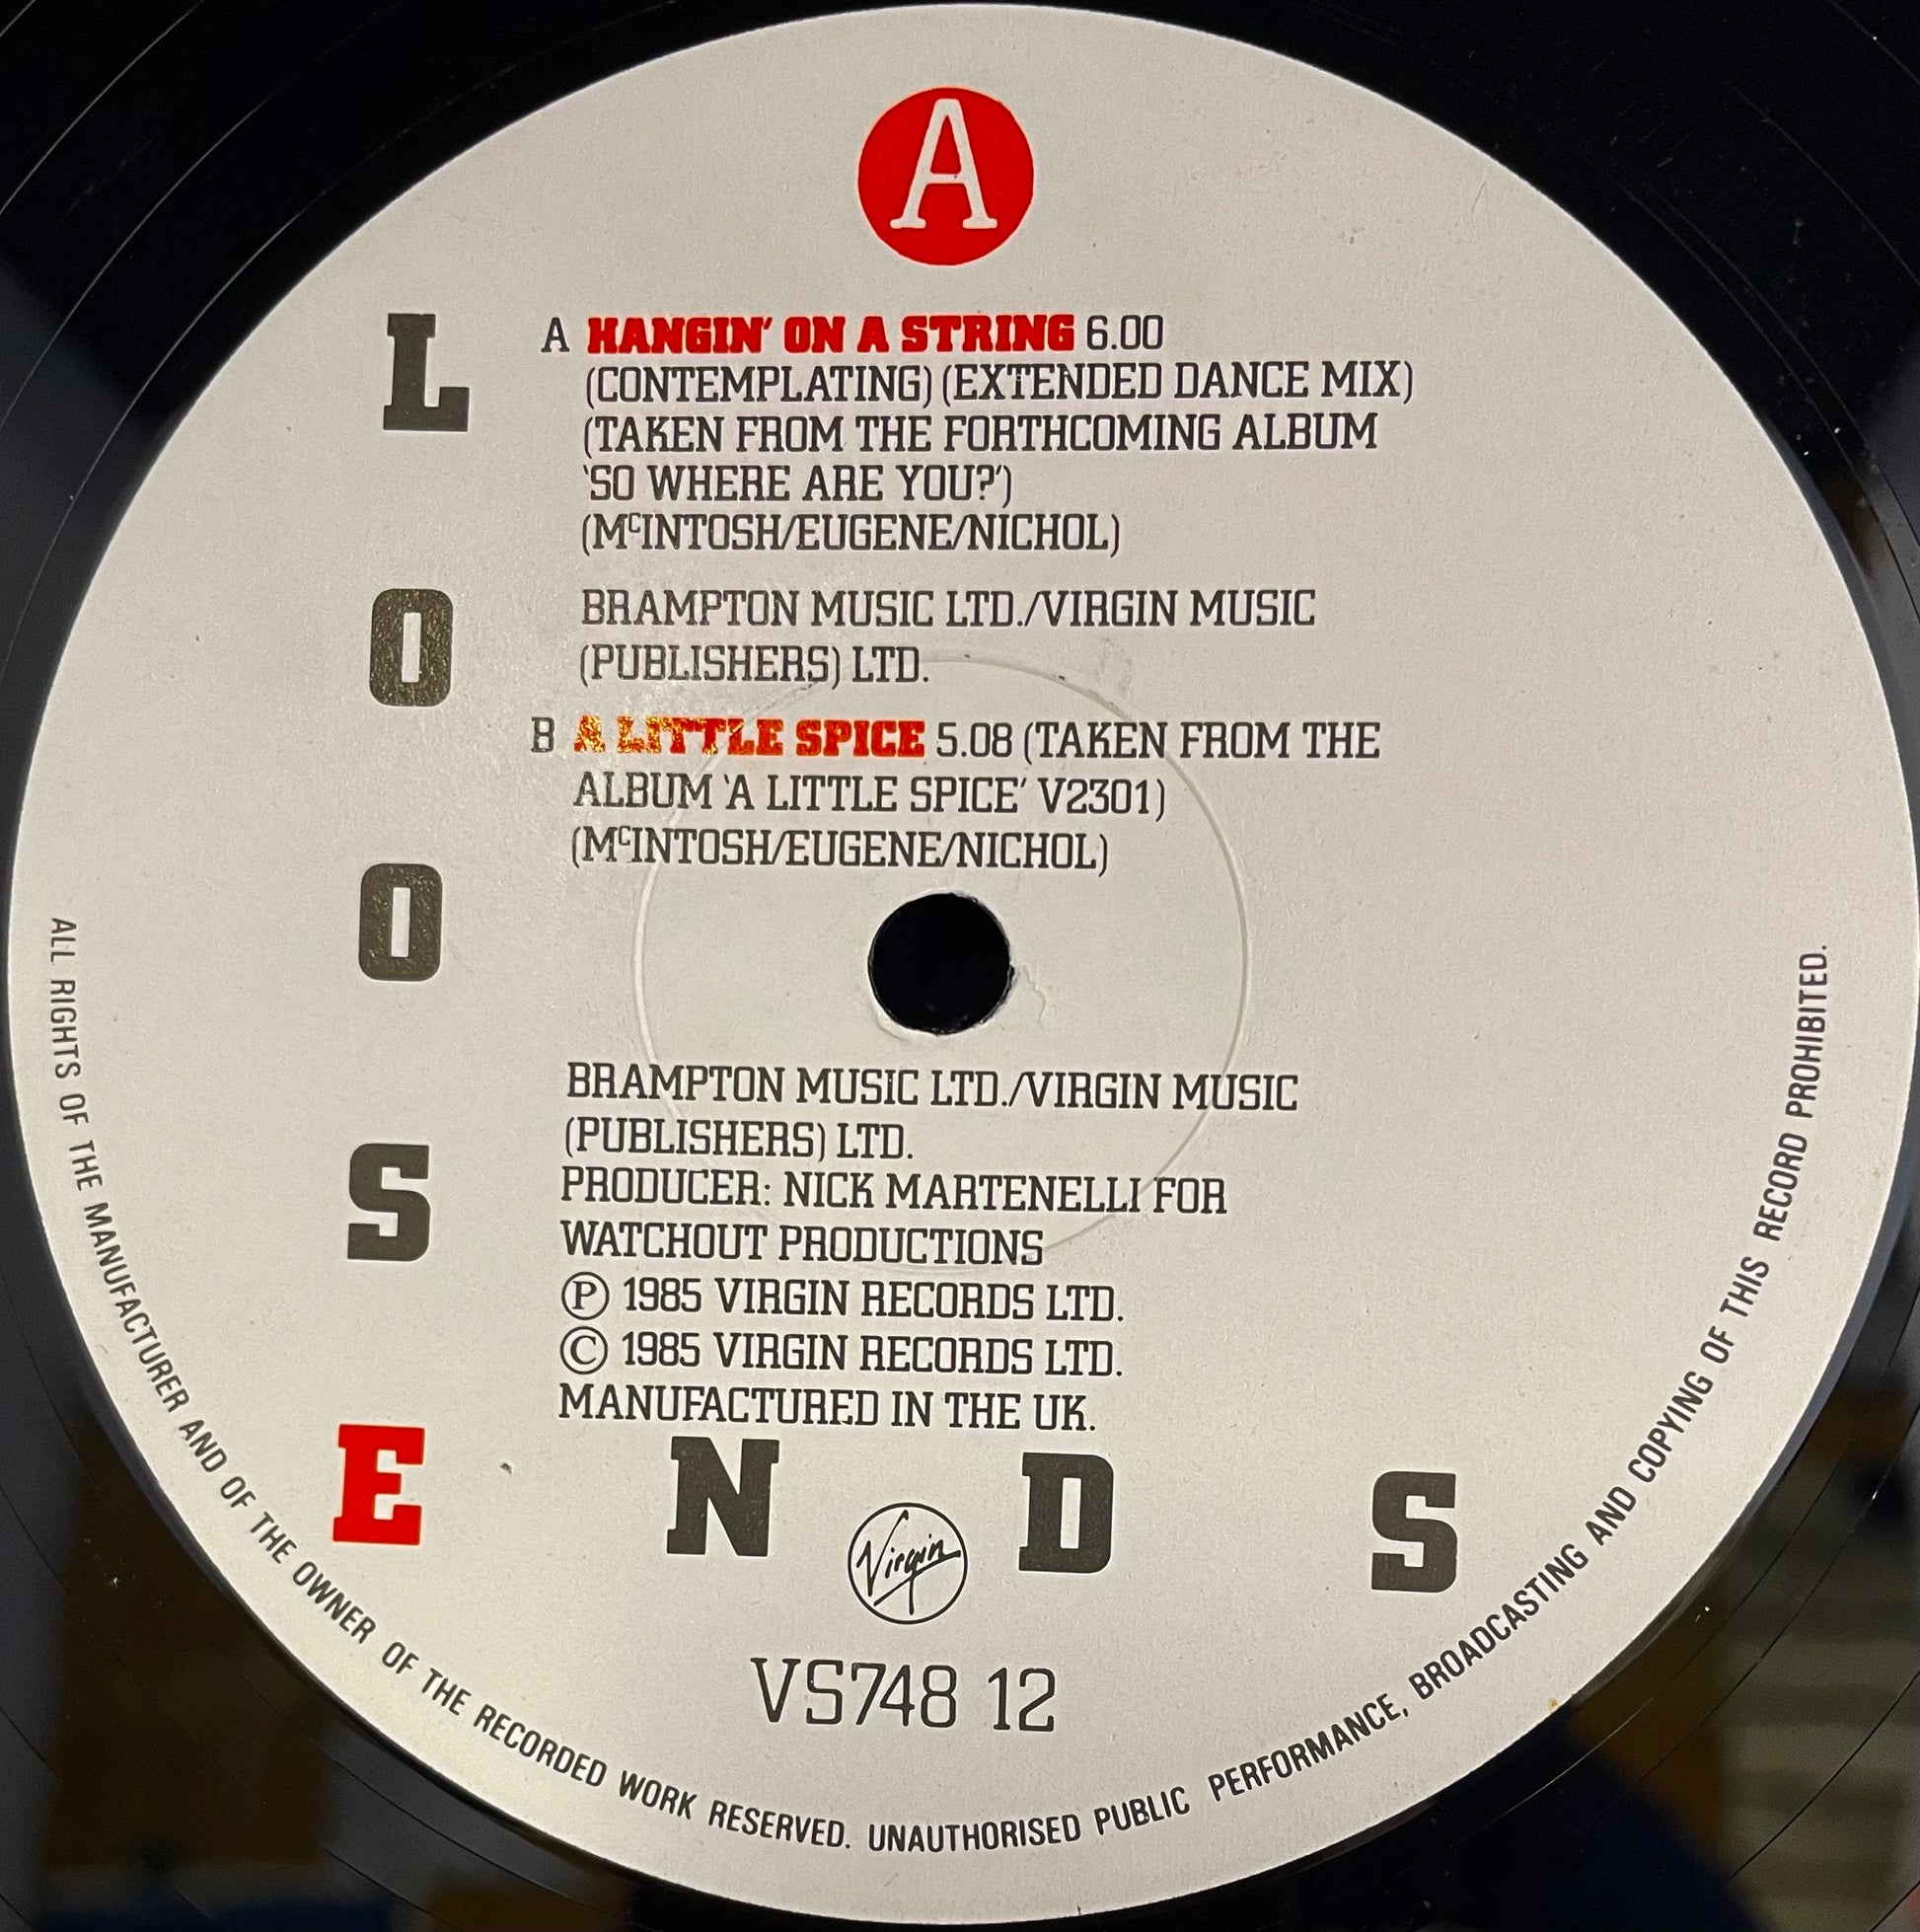 A
L
O
O
S
E
N
D
S
A HANGIN' ON A STRING 6.00
(CONTEMPLATING) (EXTENDED DANCE MIX)
(TAKEN FROM THE FORTHCOMING ALBUM
'SO WHERE ARE YOU?')
(McINTOSH/EUGENE/NICHOL)
BRAMPTON MUSIC LTD./VIRGIN MUSIC
(PUBLISHERS) LTD.
B A LITTLE SPICE 5.08 (TAKEN FROM THE
ALBUM 'A LITTLE SPICE' V2301)
(McINTOSH/EUGENE/NICHOL)
BRAMPTON MUSIC LTD./VIRGIN MUSIC
(PUBLISHERS) LTD.
PRODUCER: NICK MARTENELLI FOR
WATCHOUT PRODUCTIONS
Ⓟ 1985 VIRGIN RECORDS LTD.
© 1985 VIRGIN RECORDS LTD.
MANUFACTURED IN THE UK.
Virgin
VS748 12
ALL RIGHTS OF THE MANUFACTURER AND OF THE OWNER OF THE RECORDED WORK RESERVED. UNAUTHORISED PUBLIC PERFORMANCE, BROADCASTING AND COPYING OF THIS RECORD PROHIBITED.